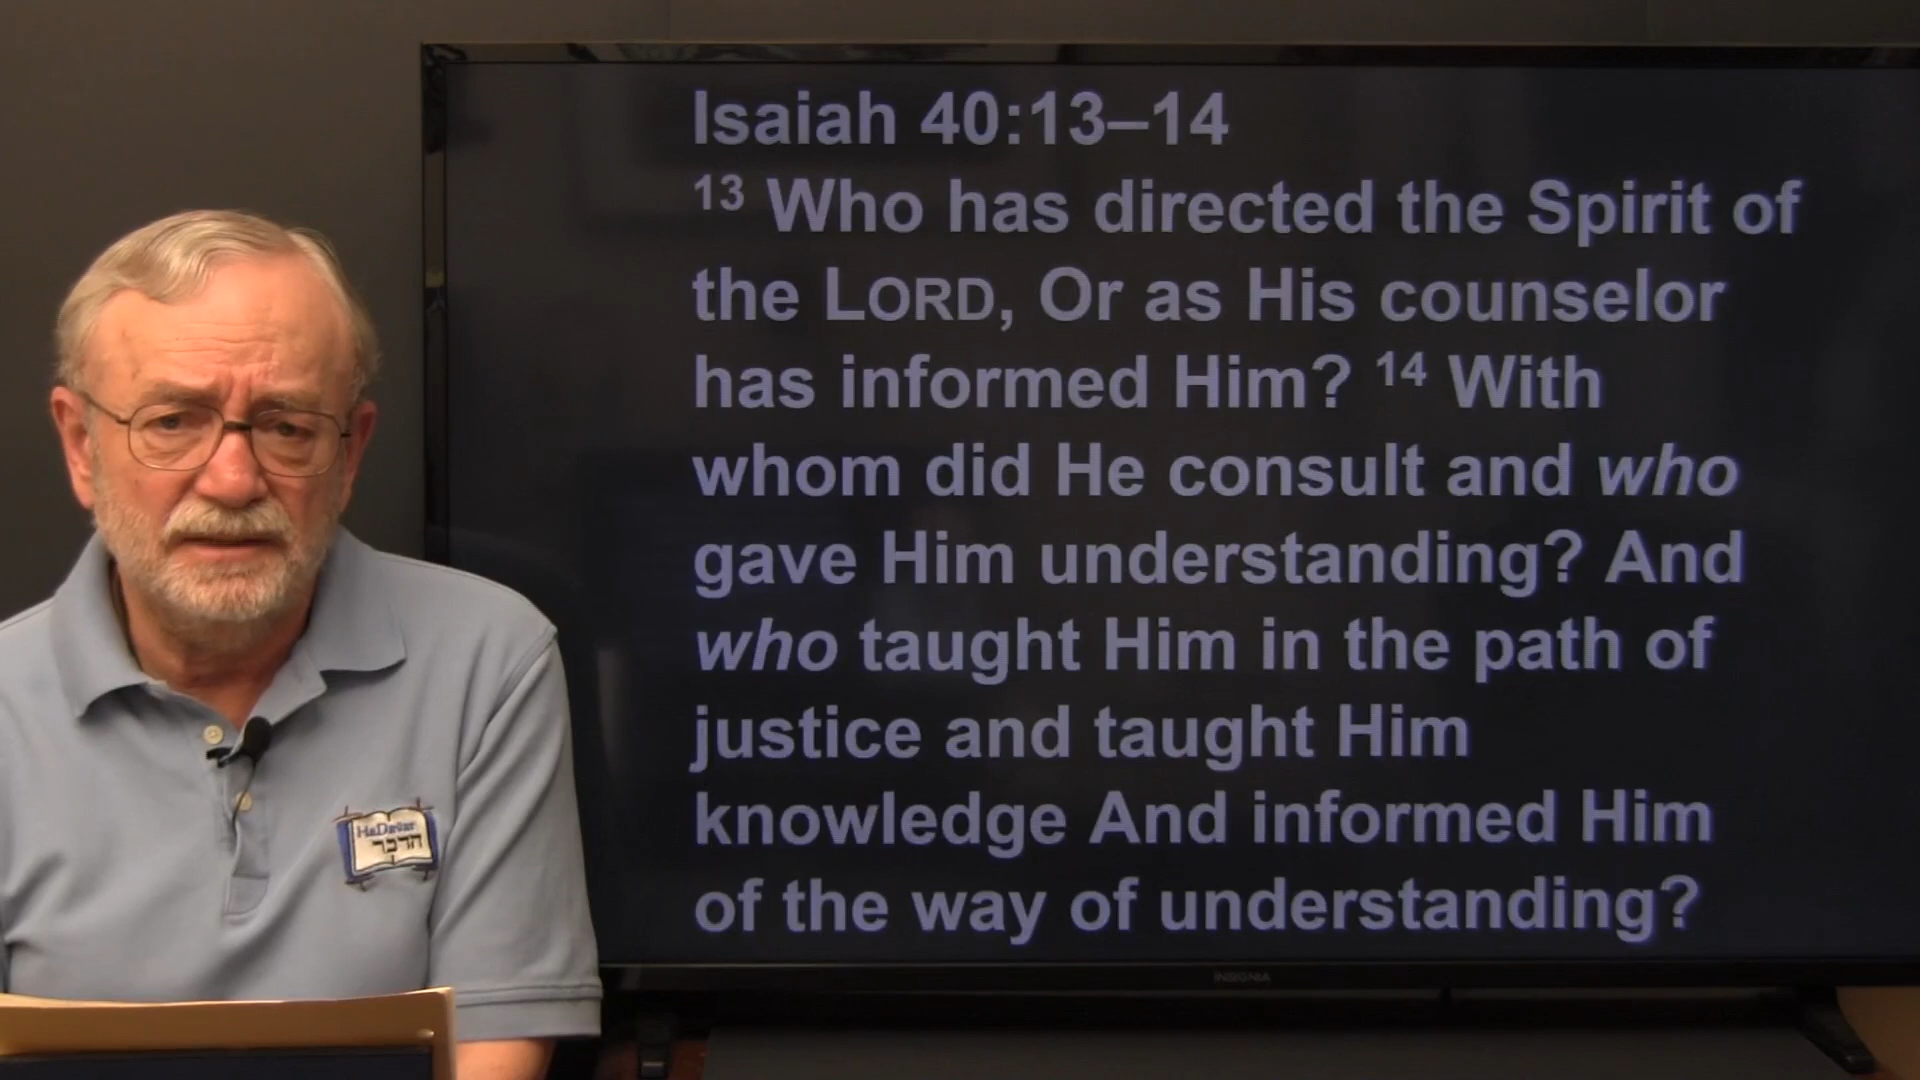 Isaiah 40:13–14
13 Who has directed the Spirit of
the LORD, Or as His counselor
has informed Him? 14 With
whom did He consult and who
gave Him understanding? And
who taught Him in the path of
justice and taught Him
knowledge And informed Him
of the way of understanding?
INSIGNIA
HaDavar
הדבר